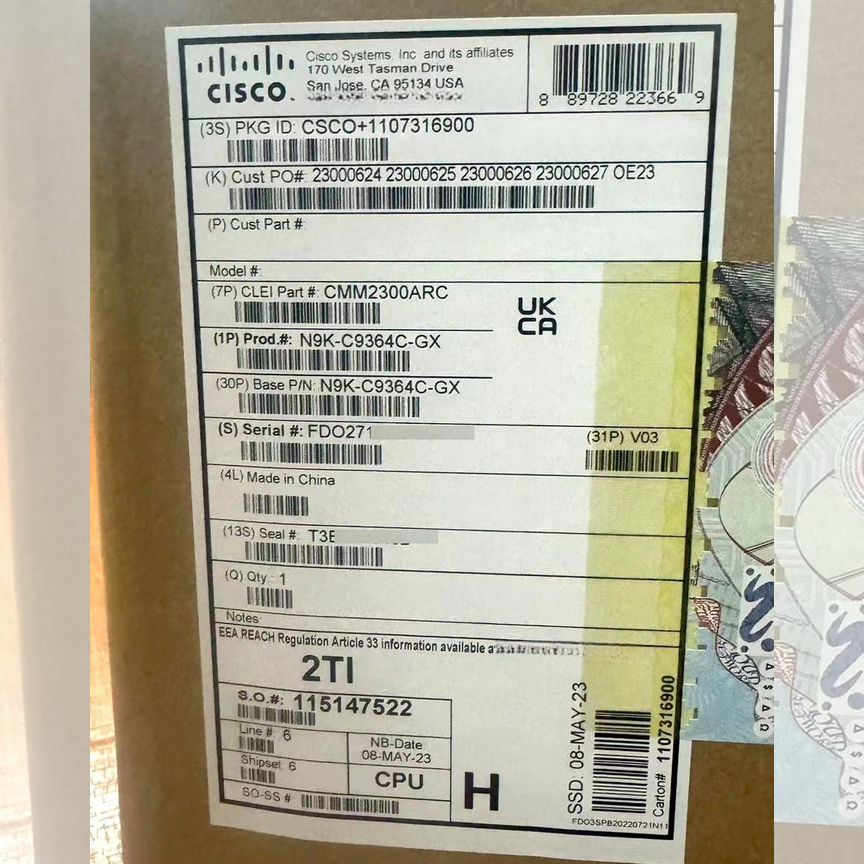 CISCO
Cisco Systems, Inc and its affiliates
170 West Tasman Drive
San Jose, CA 95134 USA
8 89728 22366 9
(3S) PKG ID: CSCO+1107316900
(K) Cust PO#: 23000624 23000625 23000626 23000627 OE23
(P) Cust Part #:
Model #:
(7P) CLEI Part #: CMM2300ARC
UK
CA
(1P) Prod.#: N9K-C9364C-GX
(30P) Base P/N: N9K-C9364C-GX
(S) Serial #: FDO271
(31P) V03
(4L) Made in China
(13S) Seal #: T3E
(Q) Qty.: 1
Notes:
EEA REACH Regulation Article 33 information available
2TI
S.O.#: 115147522
Line # 6
NB-Date:
08-MAY-23
Shipset 6
CPU
SO-SS #
H
SSD: 08-MAY-23
Carton# 1107316900
FDO3SPB20220721N11